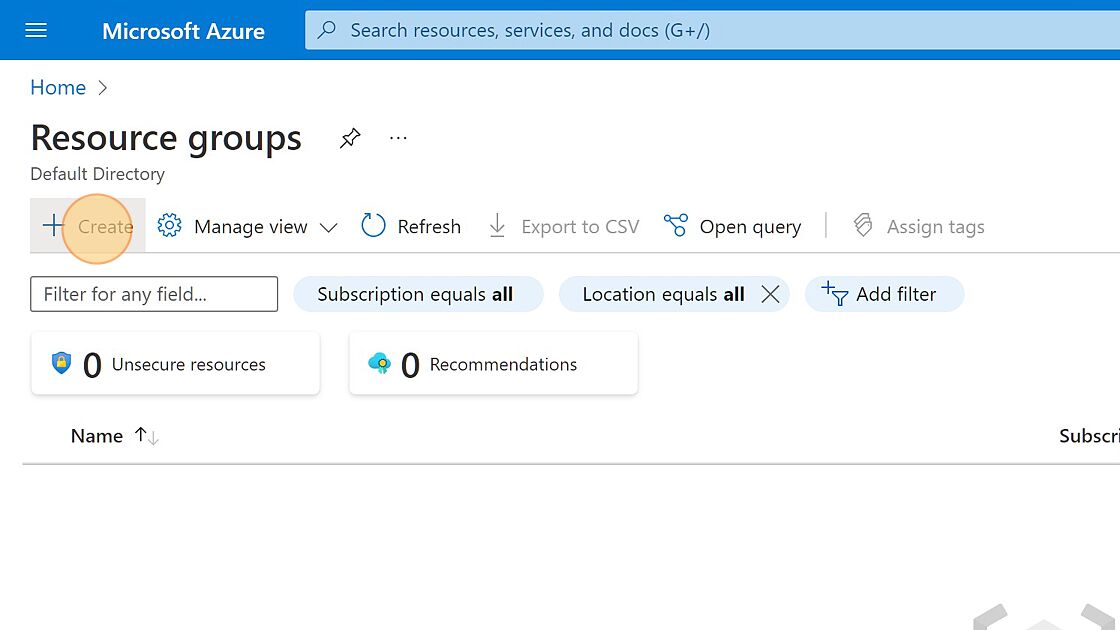 Microsoft Azure
Search resources, services, and docs (G+/)
Home
Resource groups
Default Directory
Create Manage view Refresh Export to CSV Open query Assign tags
Filter for any field... Subscription equals all Location equals all Add filter
0 Unsecure resources 0 Recommendations
Name Subscri